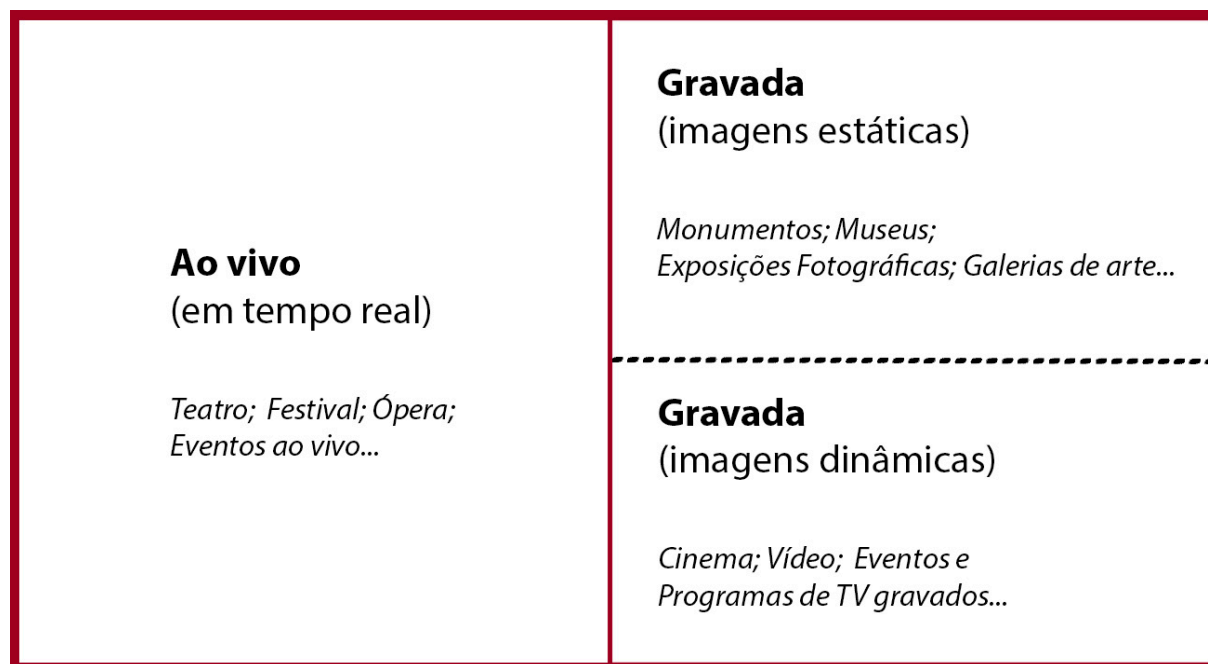 Ao vivo
(em tempo real)
Teatro;  Festival; Ópera;
Eventos ao vivo...
Gravada
(imagens estáticas)
Monumentos; Museus;
Exposições Fotográficas; Galerias de arte...
Gravada
(imagens dinâmicas)
Cinema; Vídeo;  Eventos e
Programas de TV gravados...